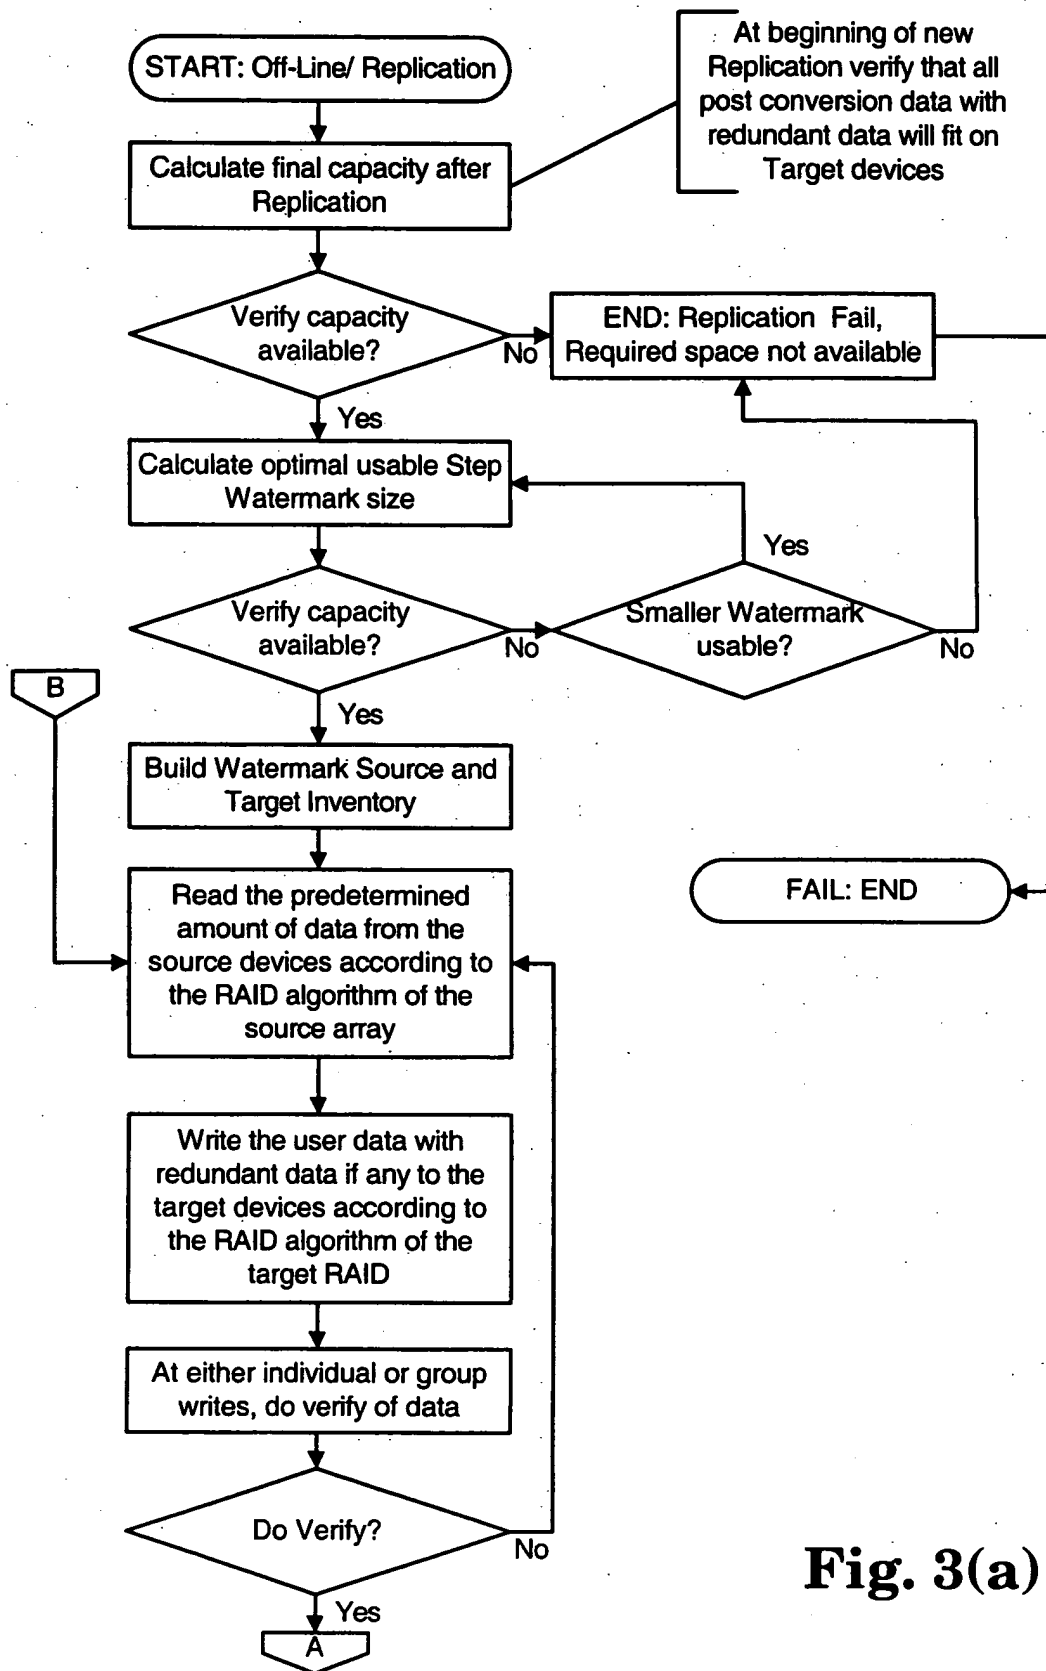 START: Off-Line/ Replication
At beginning of new
Replication verify that all
post conversion data with
redundant data will fit on
Target devices
Calculate final capacity after
Replication
Verify capacity
available?
No
END: Replication Fail,
Required space not available
Yes
Calculate optimal usable Step
Watermark size
Yes
Verify capacity
available?
No
Smaller Watermark
usable?
No
B
Yes
Build Watermark Source and
Target Inventory
Read the predetermined
amount of data from the
source devices according to
the RAID algorithm of the
source array
FAIL: END
Write the user data with
redundant data if any to the
target devices according to
the RAID algorithm of the
target RAID
At either individual or group
writes, do verify of data
Do Verify?
No
Yes
A
Fig. 3(a)